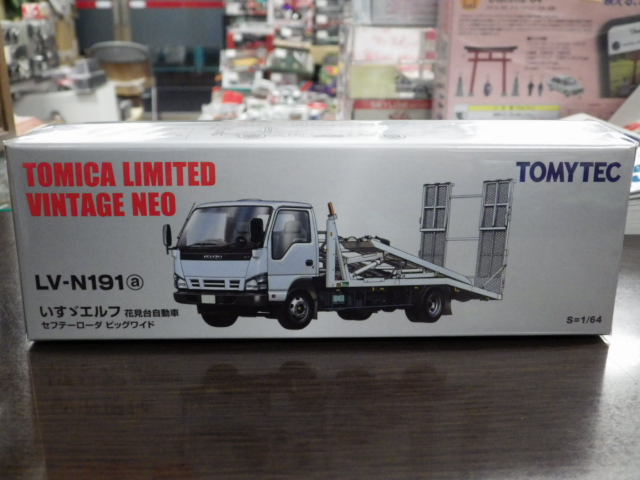 TOMICA LIMITED
VINTAGE NEO
TOMYTEC
LV-N191ⓐ
いすゞエルフ 花見台自動車
セフテーローダ ビッグワイド
ISUZU
S=1/64